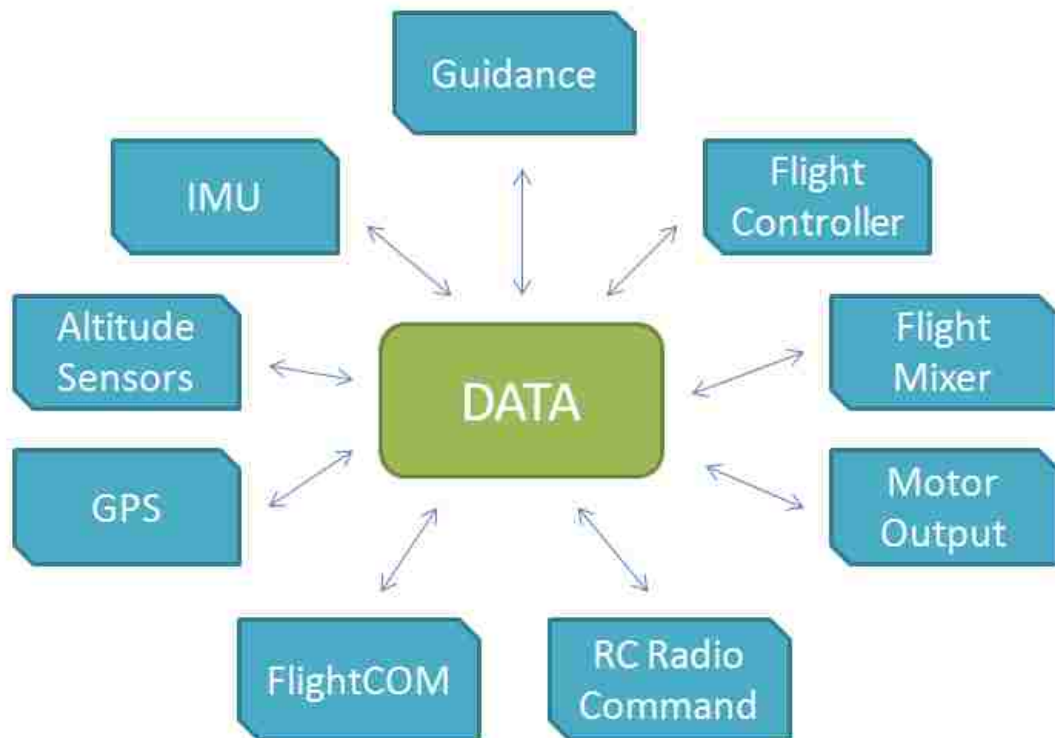 Guidance
IMU
Flight
Controller
Altitude
Sensors
DATA
Flight
Mixer
GPS
Motor
Output
FlightCOM
RC Radio
Command